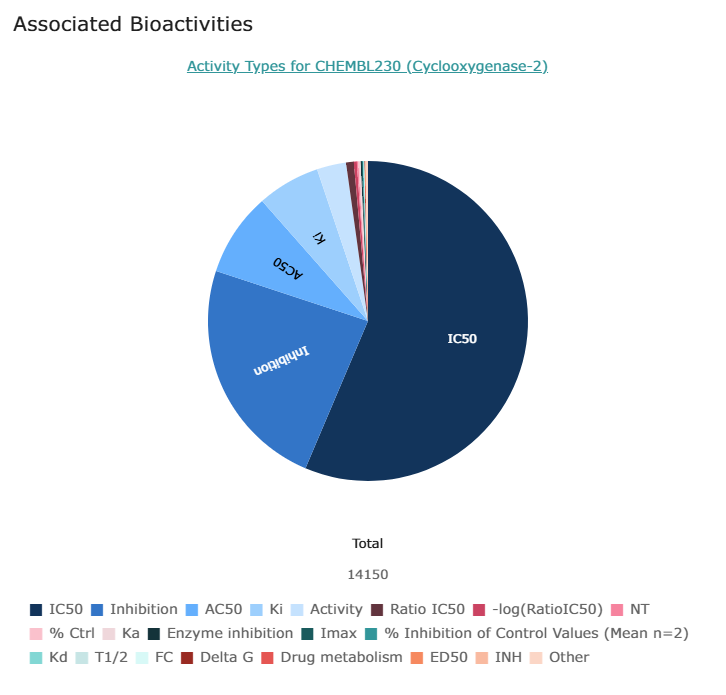 Associated Bioactivities
Activity Types for CHEMBL230 (Cyclooxygenase-2)
Ki
AC50
IC50
Inhibition
Total
14150
IC50 Inhibition AC50 Ki Activity Ratio IC50 -log(RatioIC50) NT
% Ctrl Ka Enzyme inhibition Imax % Inhibition of Control Values (Mean n=2)
Kd T1/2 FC Delta G Drug metabolism ED50 INH Other